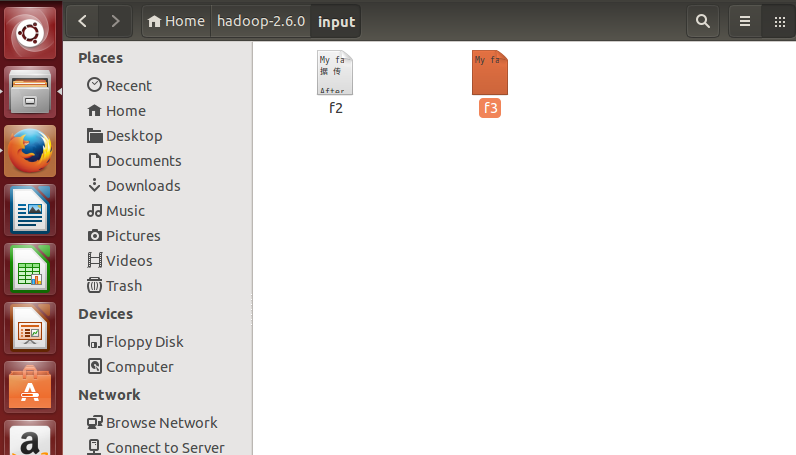 Home hadoop-2.6.0 input
Places
Recent
Home
Desktop
Documents
Downloads
Music
Pictures
Videos
Trash
Devices
Floppy Disk
Computer
Network
Browse Network
Connect to Server
My fa
据 传
After
f2
My fa
f3
A
a